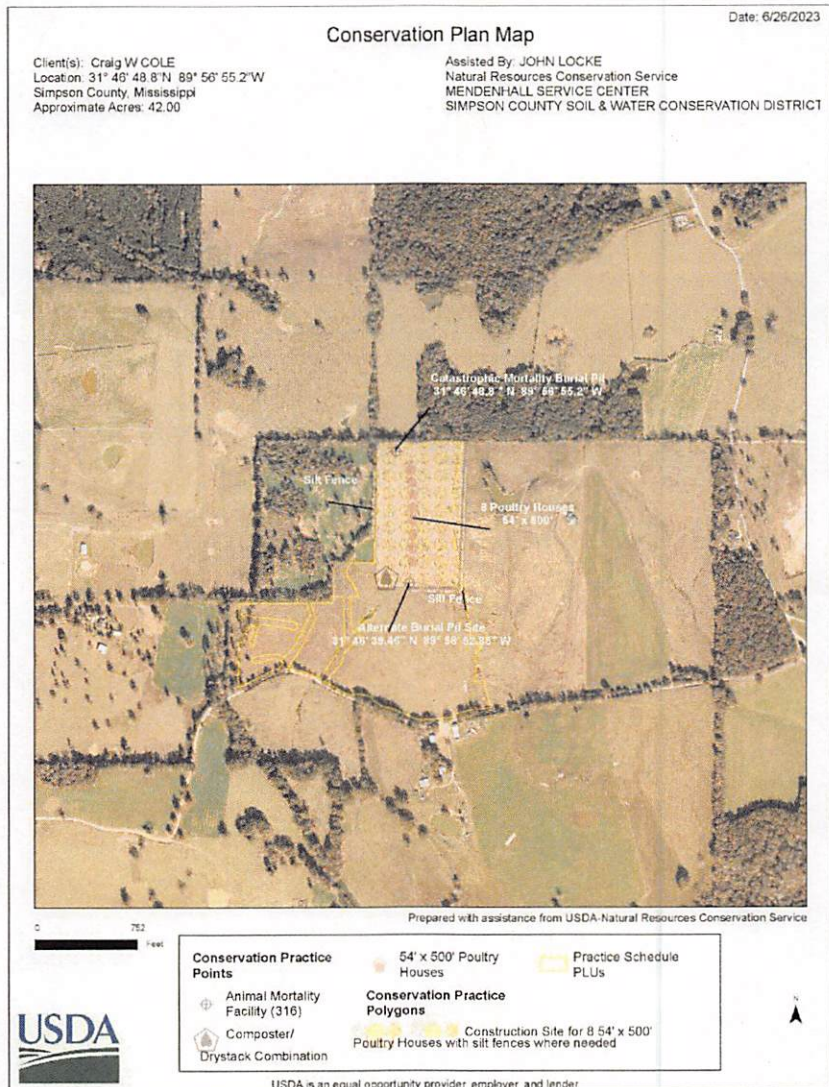 Date: 6/26/2023
Conservation Plan Map
Client(s): Craig W COLE
Location: 31° 46' 48.8"N 89° 56' 55.2"W
Simpson County, Mississippi
Approximate Acres: 42.00
Assisted By: JOHN LOCKE
Natural Resources Conservation Service
MENDENHALL SERVICE CENTER
SIMPSON COUNTY SOIL & WATER CONSERVATION DISTRICT
Catastrophic Mortality Burial Pit
31° 46' 48.8" N 89° 56' 55.2" W
Silt Fence
8 Poultry Houses
Silt Fence
Alternate Burial Pit Site
Prepared with assistance from USDA-Natural Resources Conservation Service
0 752
Feet
Conservation Practice
Points
Animal Mortality
Facility (316)
Composter/
Drystack Combination
54' x 500' Poultry
Houses
Conservation Practice
Polygons
Construction Site for 8 54' x 500'
Poultry Houses with silt fences where needed
Practice Schedule
PLUs
N
USDA
USDA is an equal opportunity provider, employer, and lender